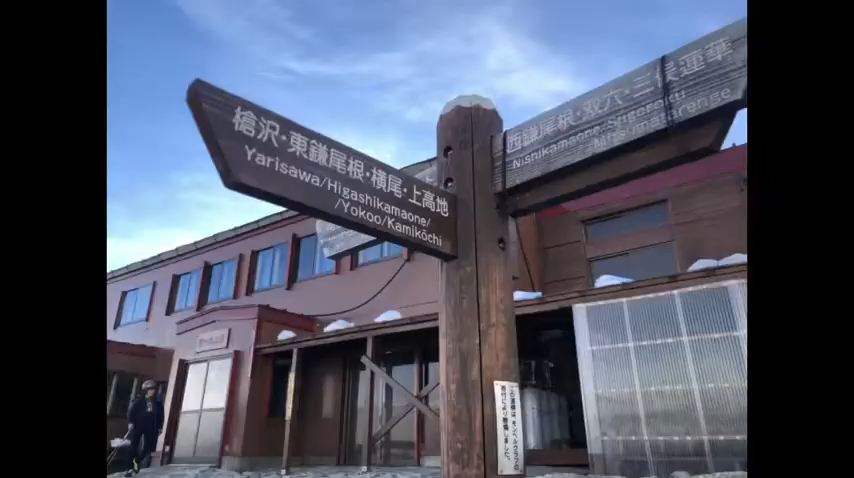 槍沢・東鎌尾根・横尾・上高地
Yarisawa/Higashikamaone/
/Yokoo/Kamikōchi
西鎌尾根・双六・三俣蓮華
Nishikamaone・Sugoroku
Mitsumatarenge